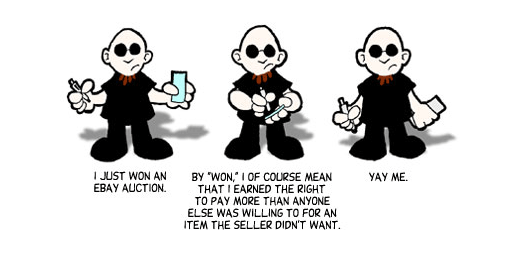 I JUST WON AN
EBAY AUCTION.
BY "WON," I OF COURSE MEAN
THAT I EARNED THE RIGHT
TO PAY MORE THAN ANYONE
ELSE WAS WILLING TO FOR AN
ITEM THE SELLER DIDN'T WANT.
YAY ME.